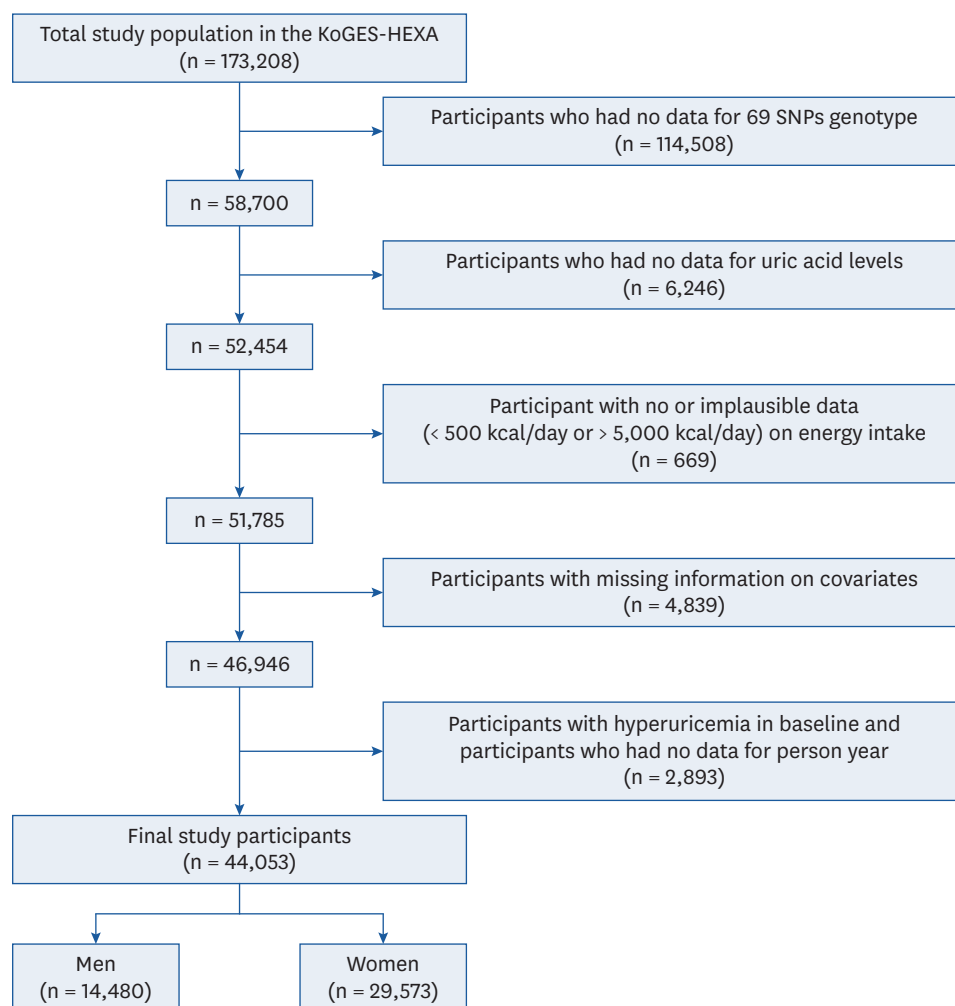 Total study population in the KoGES-HEXA
(n = 173,208)
Participants who had no data for 69 SNPs genotype
(n = 114,508)
n = 58,700
Participants who had no data for uric acid levels
(n = 6,246)
n = 52,454
Participant with no or implausible data
(< 500 kcal/day or > 5,000 kcal/day) on energy intake
(n = 669)
n = 51,785
Participants with missing information on covariates
(n = 4,839)
n = 46,946
Participants with hyperuricemia in baseline and
participants who had no data for person year
(n = 2,893)
Final study participants
(n = 44,053)
Men
(n = 14,480)
Women
(n = 29,573)